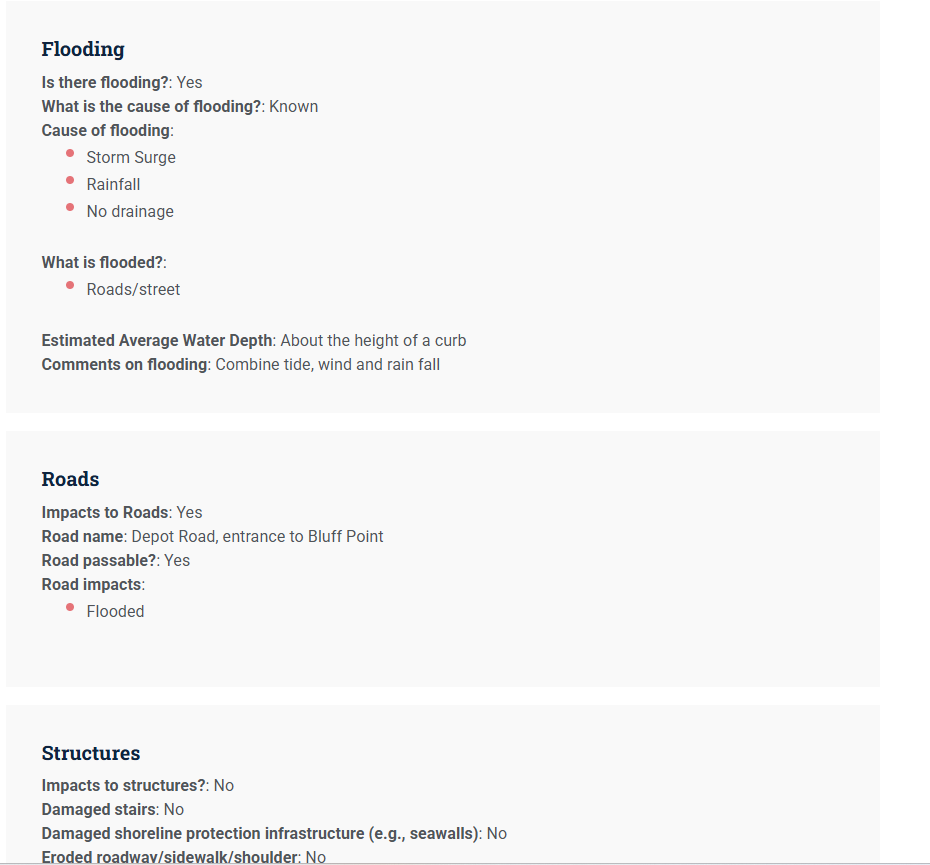 Flooding
Is there flooding?: Yes
What is the cause of flooding?: Known
Cause of flooding:
Storm Surge
Rainfall
No drainage
What is flooded?:
Roads/street
Estimated Average Water Depth: About the height of a curb
Comments on flooding: Combine tide, wind and rain fall
Roads
Impacts to Roads: Yes
Road name: Depot Road, entrance to Bluff Point
Road passable?: Yes
Road impacts:
Flooded
Structures
Impacts to structures?: No
Damaged stairs: No
Damaged shoreline protection infrastructure (e.g., seawalls): No
Eroded roadway/sidewalk/shoulder: No